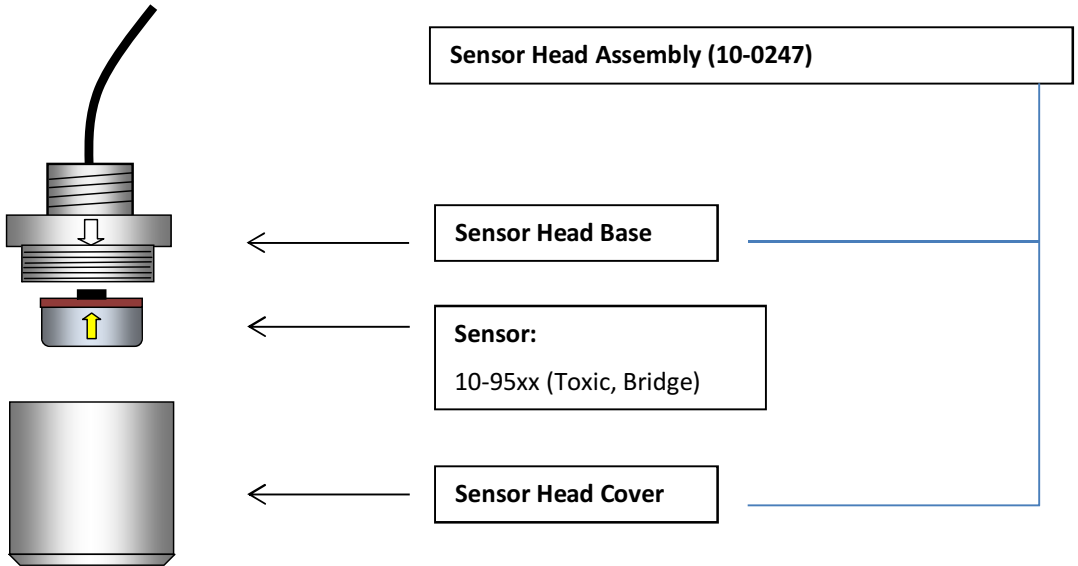 Sensor Head Assembly (10-0247)
Sensor Head Base
Sensor:
10-95xx (Toxic, Bridge)
Sensor Head Cover